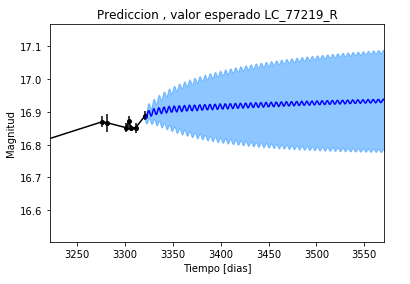 Prediccion , valor esperado LC_77219_R
17.1
17.0
16.9
16.8
16.7
16.6
Magnitud
3250 3300 3350 3400 3450 3500 3550
Tiempo [dias]